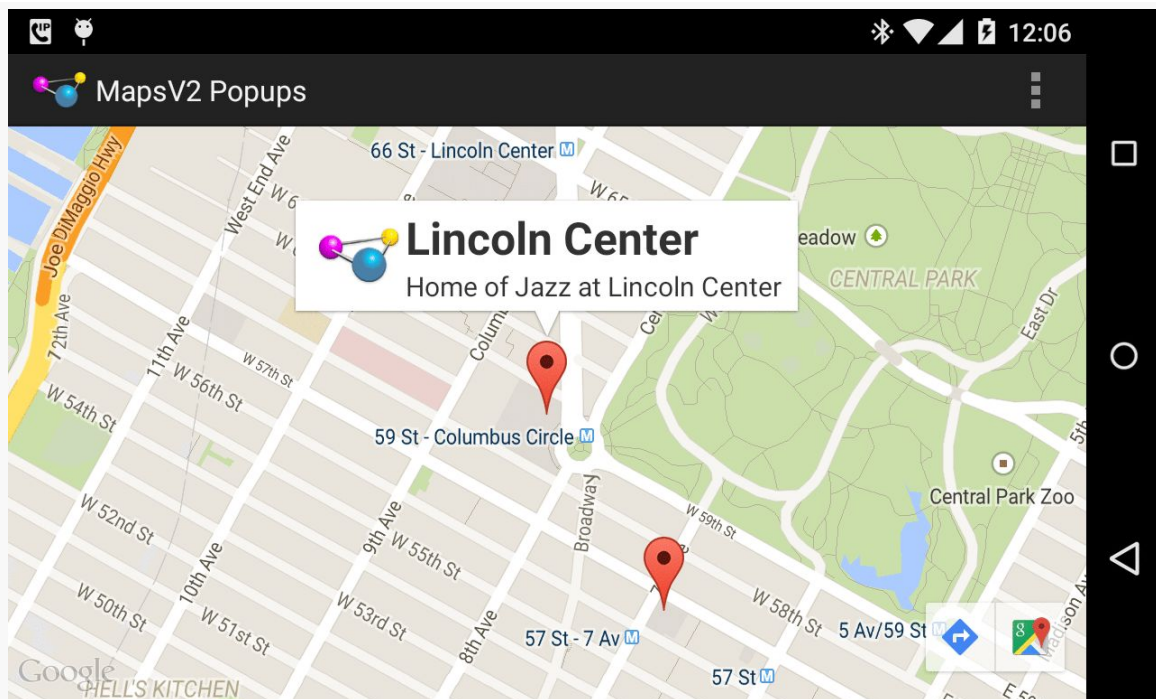 12:06
MapsV2 Popups
66 St - Lincoln Center M
Joe DiMaggio Hwy
West End Ave
Lincoln Center
Home of Jazz at Lincoln Center
eadow
CENTRAL PARK
East Dr
12th Ave
11th Ave
W 57th St
W 56th St
W 54th St
59 St - Columbus Circle M
5th
Central Park Zoo
W 52nd St
9th Ave
Broadway
W 59th St
W 55th St
10th Ave
W 50th St
W 51st St
W 53rd St
8th Ave
57 St - 7 Av M
W 58th St
5 Av/59 St
57 St M
Google
HELL'S KITCHEN